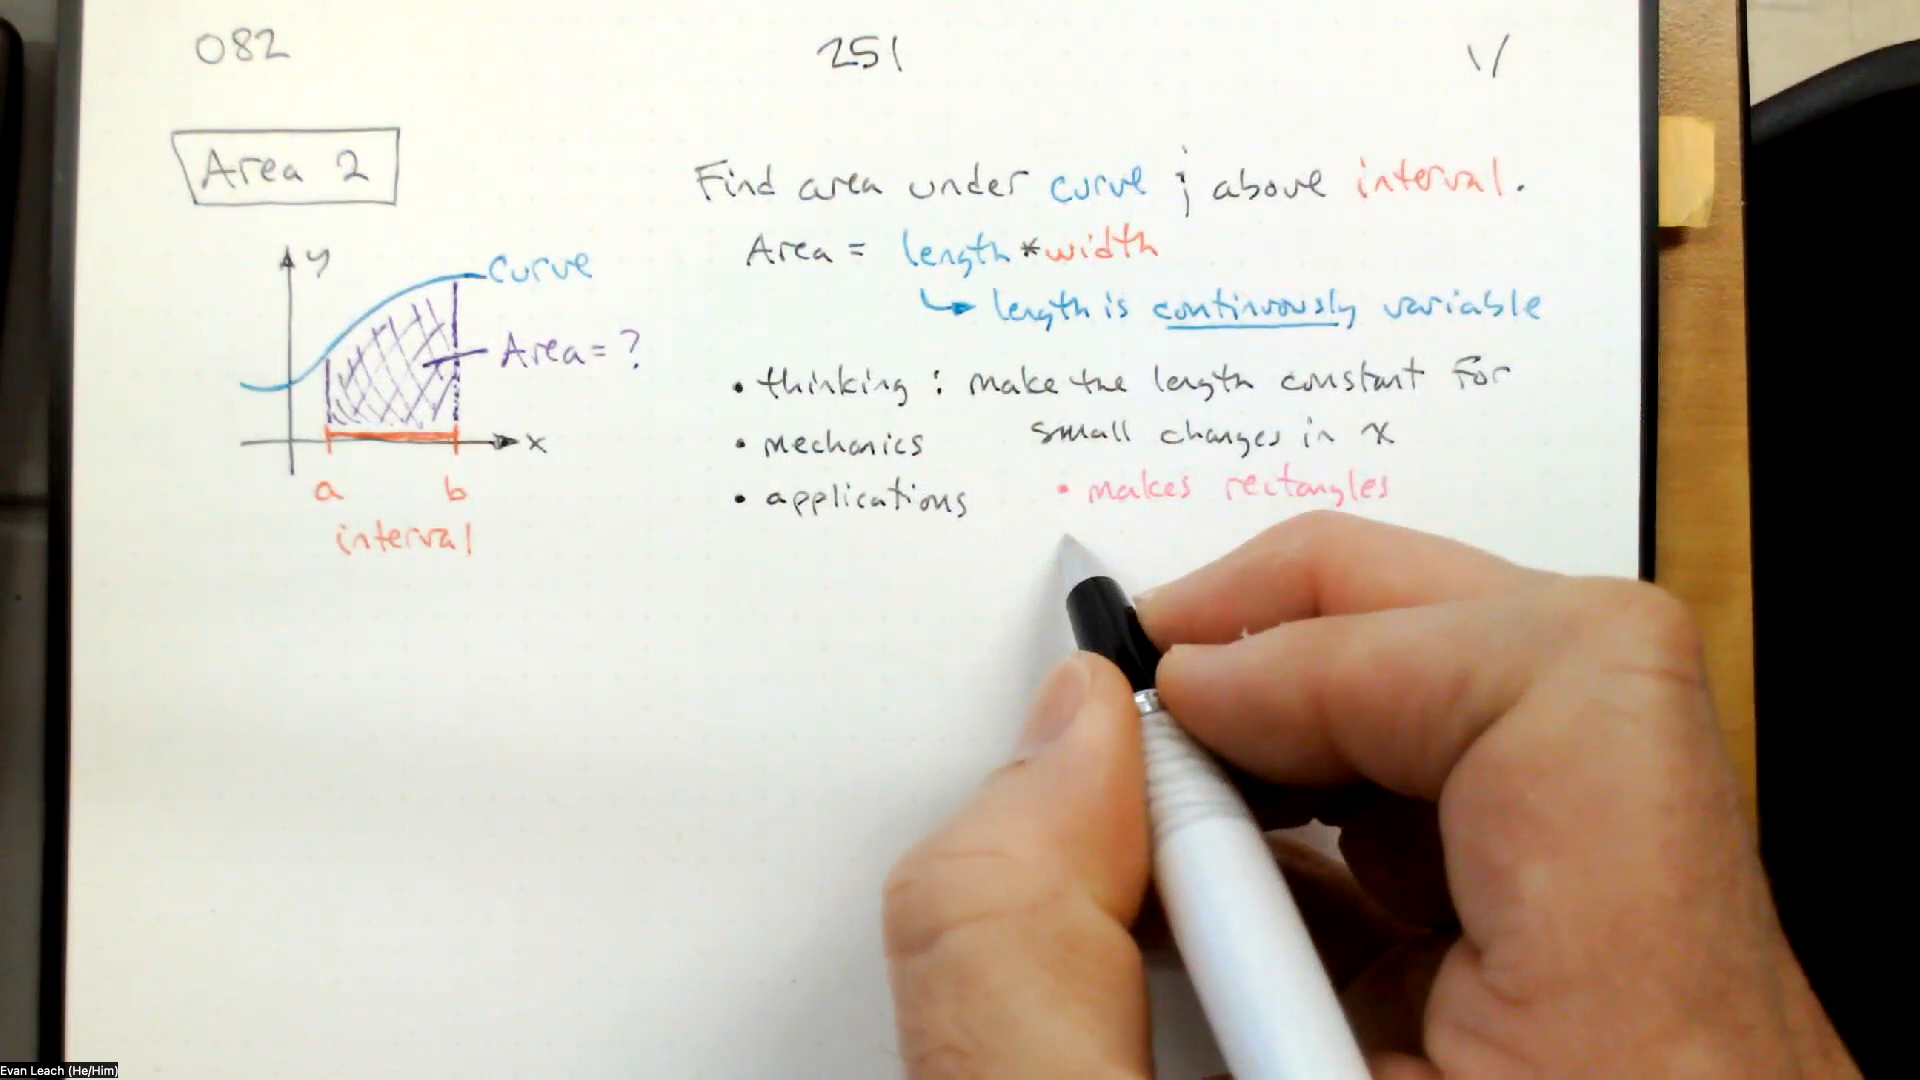 082
251
1/
Area 2
Find area under curve & above interval.
Area = length * width
↳ length is continuously variable
y
curve
Area = ?
x
a b
interval
• thinking : make the length constant for
small changes in x
• makes rectangles
• mechanics
• applications
Evan Leach (He/Him)